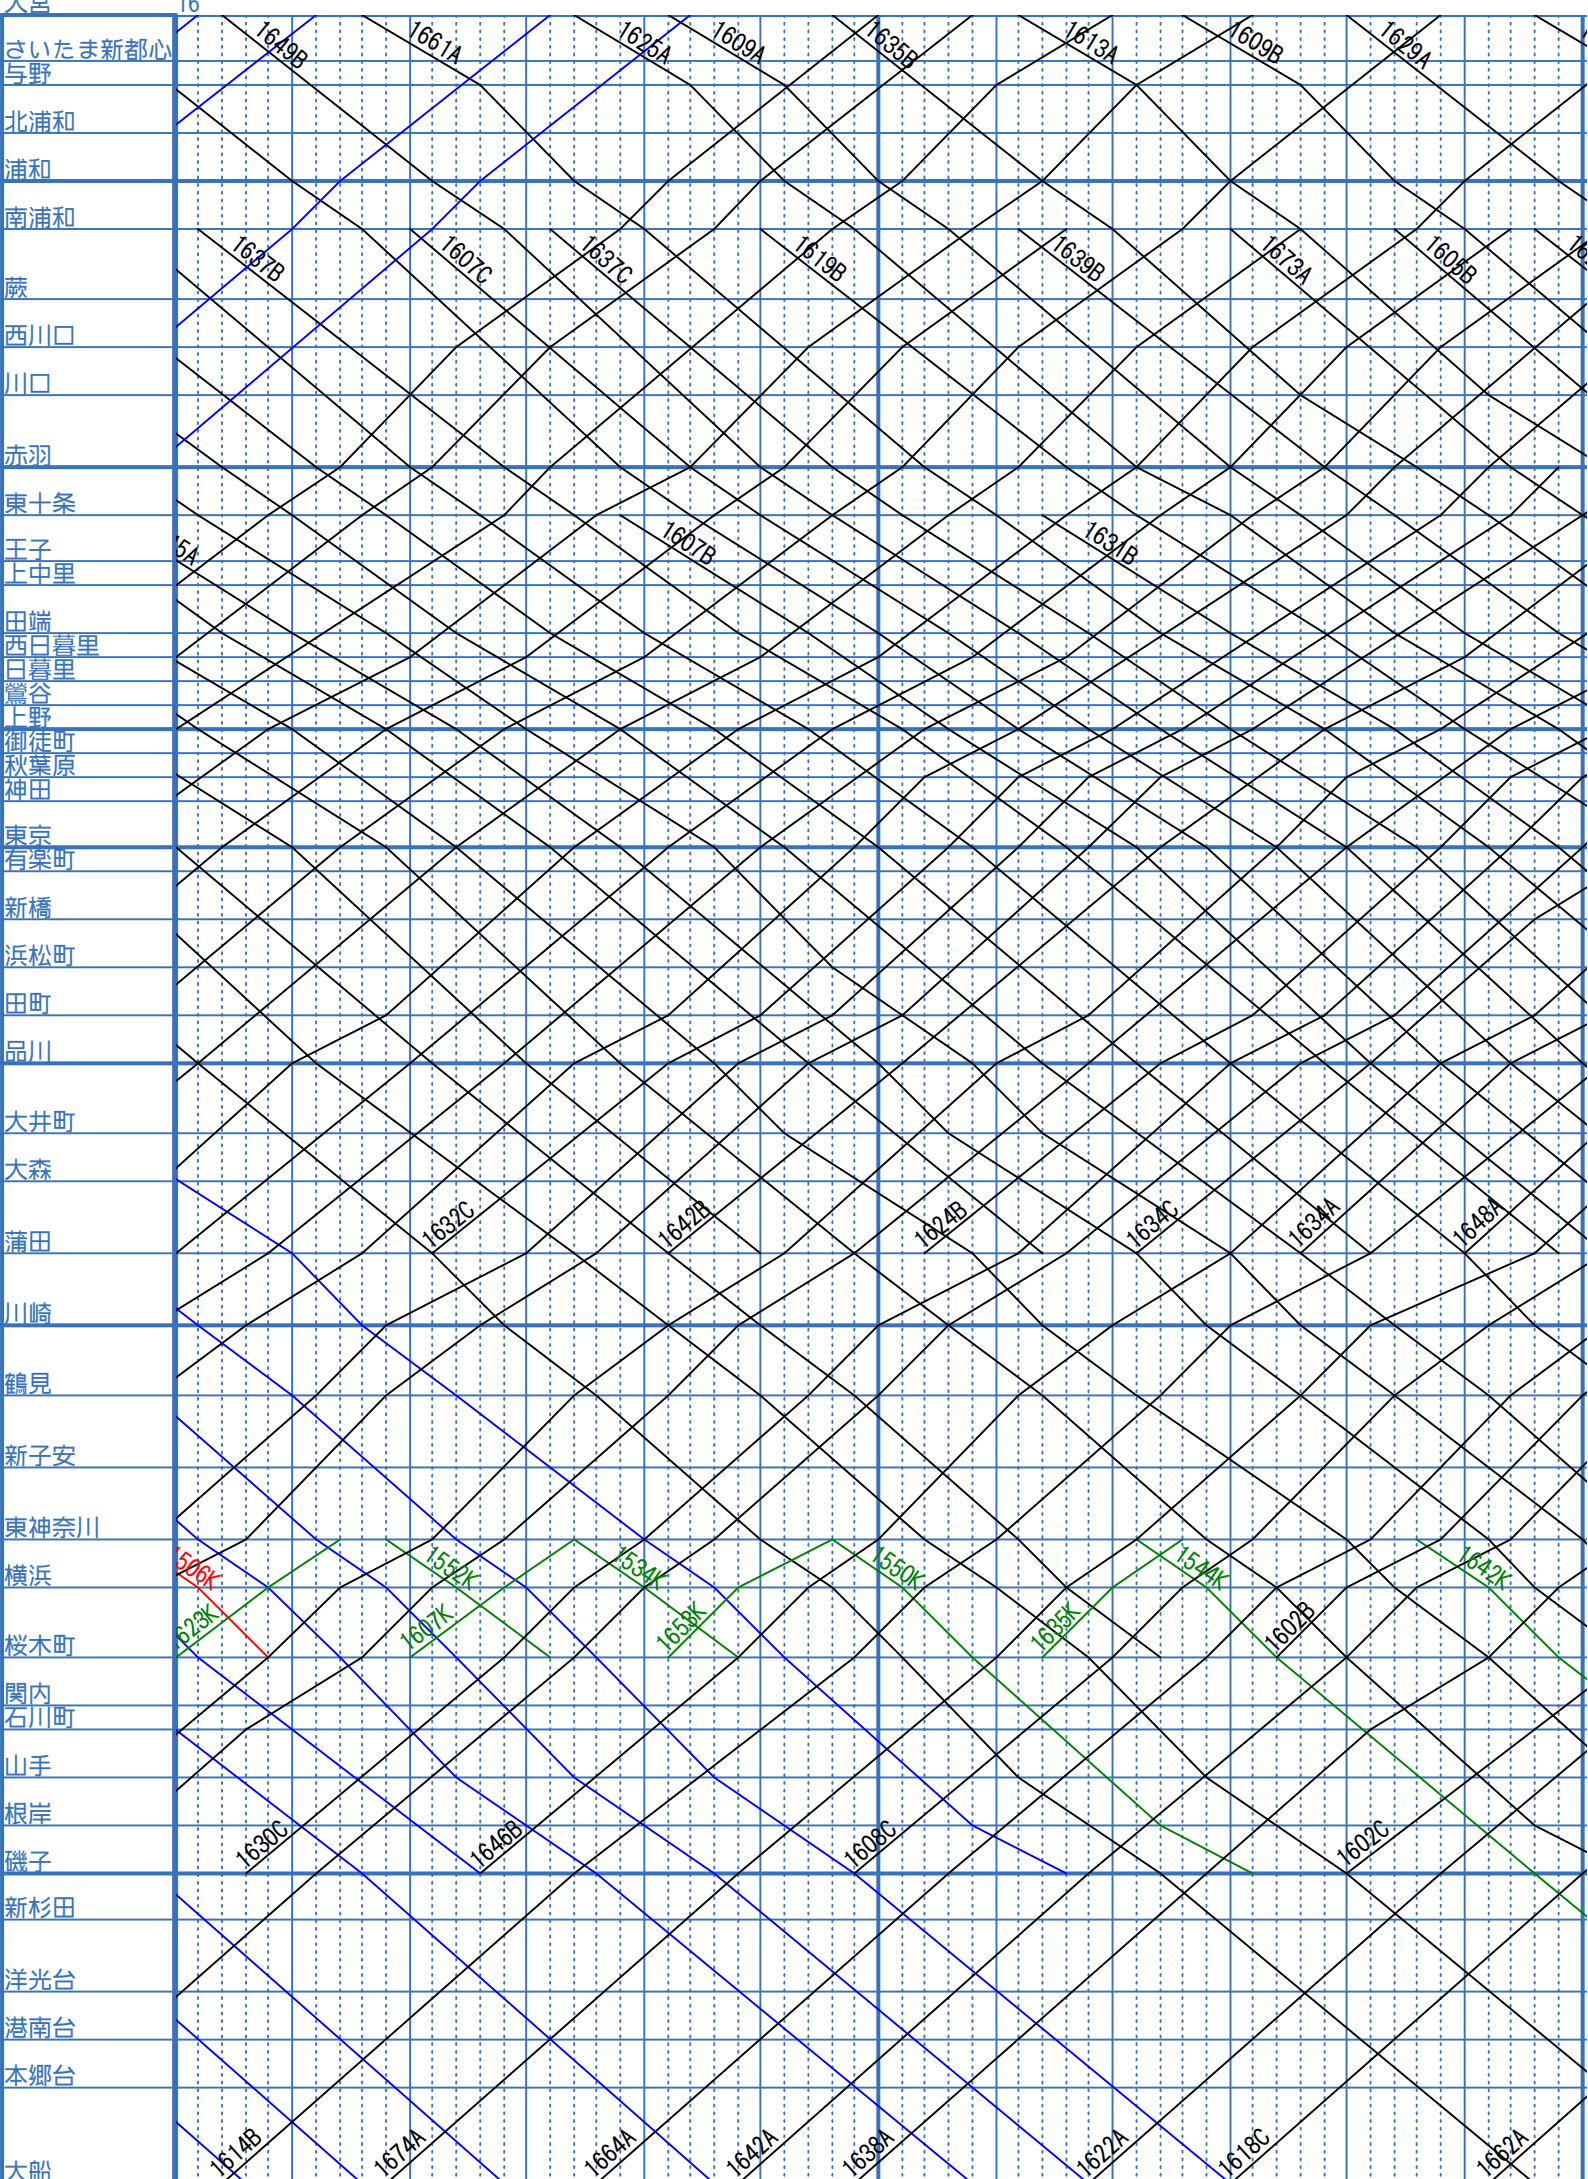 大宮 16
さいたま新都心 1649B 1661A 1625A 1609A 1635B 1613A 1609B 1629A
与野
北浦和
浦和
南浦和
1637B 1607C 1637C 1619B 1639B 1673A 1605B
蕨
西川口
川口
赤羽
東十条
王子 5A 1607B 1631B
上中里
田端
西日暮里
日暮里
鶯谷
上野
御徒町
秋葉原
神田
東京
有楽町
新橋
浜松町
田町
品川
大井町
大森
蒲田 1632C 1642B 1624B 1634C 1634A 1648A
川崎
鶴見
新子安
東神奈川
横浜 1506K 1552K 1534K 1550K 1544K 1642K
桜木町 1623K 1607K 1653K 1635K 1602B
関内
石川町
山手
根岸
磯子 1630C 1646B 1608C 1602C
新杉田
洋光台
港南台
本郷台
大船 1614B 1674A 1664A 1642A 1638A 1622A 1618C 1662A